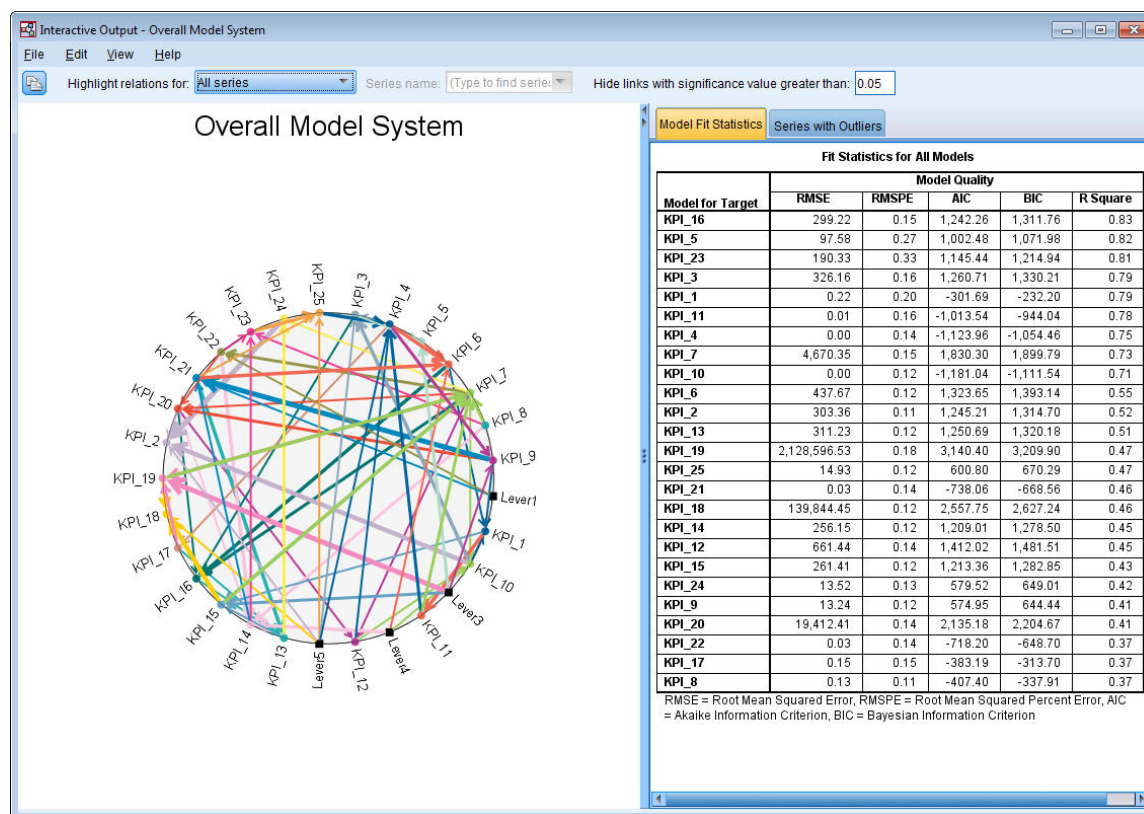 Interactive Output - Overall Model System
File Edit View Help
Highlight relations for: All series Series name: (Type to find serie: Hide links with significance value greater than: 0.05
Overall Model System
KPI_25
KPI_3
KPI_4
KPI_5
KPI_6
KPI_7
KPI_8
KPI_9
Lever1
KPI_1
KPI_10
Lever3
KPI_11
Lever4
KPI_12
Lever5
KPI_13
KPI_14
KPI_15
KPI_16
KPI_17
KPI_18
KPI_19
KPI_2
KPI_20
KPI_21
KPI_22
KPI_23
KPI_24
Model Fit Statistics Series with Outliers
Fit Statistics for All Models
Model Quality
Model for Target RMSE RMSPE AIC BIC R Square
KPI_16 299.22 0.15 1,242.26 1,311.76 0.83
KPI_5 97.58 0.27 1,002.48 1,071.98 0.82
KPI_23 190.33 0.33 1,145.44 1,214.94 0.81
KPI_3 326.16 0.16 1,260.71 1,330.21 0.79
KPI_1 0.22 0.20 -301.69 -232.20 0.79
KPI_11 0.01 0.16 -1,013.54 -944.04 0.78
KPI_4 0.00 0.14 -1,123.96 -1,054.46 0.75
KPI_7 4,670.35 0.15 1,830.30 1,899.79 0.73
KPI_10 0.00 0.12 -1,181.04 -1,111.54 0.71
KPI_6 437.67 0.12 1,323.65 1,393.14 0.55
KPI_2 303.36 0.11 1,245.21 1,314.70 0.52
KPI_13 311.23 0.12 1,250.69 1,320.18 0.51
KPI_19 2,128,596.53 0.18 3,140.40 3,209.90 0.47
KPI_25 14.93 0.12 600.80 670.29 0.47
KPI_21 0.03 0.14 -738.06 -668.56 0.46
KPI_18 139,844.45 0.12 2,557.75 2,627.24 0.46
KPI_14 256.15 0.12 1,209.01 1,278.50 0.45
KPI_12 661.44 0.14 1,412.02 1,481.51 0.45
KPI_15 261.41 0.12 1,213.36 1,282.85 0.43
KPI_24 13.52 0.13 579.52 649.01 0.42
KPI_9 13.24 0.12 574.95 644.44 0.41
KPI_20 19,412.41 0.14 2,135.18 2,204.67 0.41
KPI_22 0.03 0.14 -718.20 -648.70 0.37
KPI_17 0.15 0.15 -383.19 -313.70 0.37
KPI_8 0.13 0.11 -407.40 -337.91 0.37
RMSE = Root Mean Squared Error, RMSPE = Root Mean Squared Percent Error, AIC
= Akaike Information Criterion, BIC = Bayesian Information Criterion